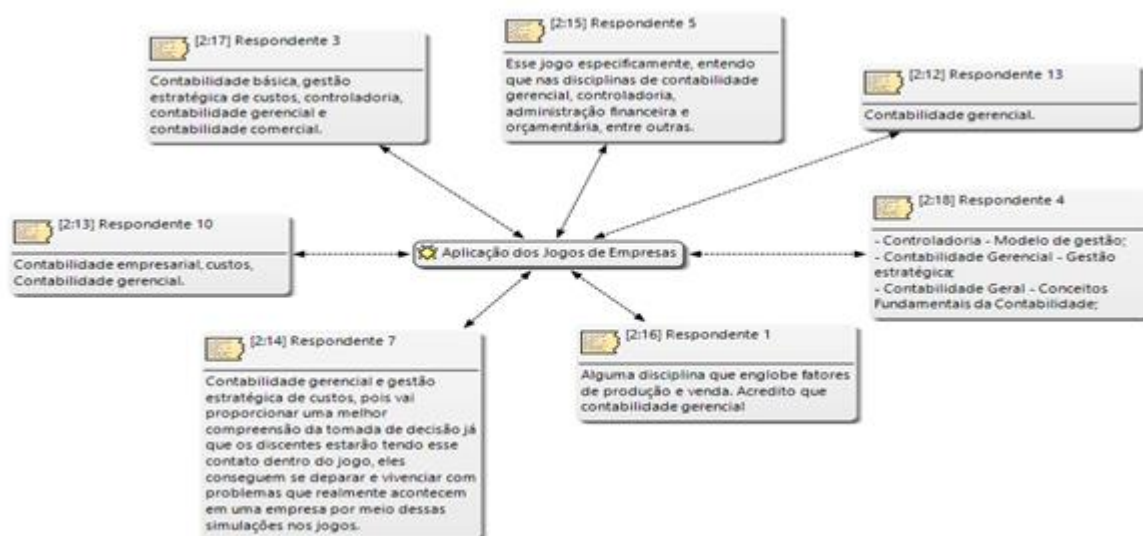 [2:17] Respondente 3
Contabilidade básica, gestão
estratégica de custos, controladoria,
contabilidade gerencial e
contabilidade comercial.
[2:15] Respondente 5
Esse jogo especificamente, entendo
que nas disciplinas de contabilidade
gerencial, controladoria,
administração financeira e
orçamentária, entre outras.
[2:12] Respondente 13
Contabilidade gerencial.
[2:13] Respondente 10
Contabilidade empresarial, custos,
Contabilidade gerencial.
Aplicação dos Jogos de Empresas
[2:18] Respondente 4
- Controladoria - Modelo de gestão;
- Contabilidade Gerencial - Gestão
estratégica;
- Contabilidade Geral - Conceitos
Fundamentais da Contabilidade;
[2:14] Respondente 7
Contabilidade gerencial e gestão
estratégica de custos, pois vai
proporcionar uma melhor
compreensão da tomada de decisão já
que os discentes estarão tendo esse
contato dentro do jogo, eles
conseguem se deparar e vivenciar com
problemas que realmente acontecem
em uma empresa por meio dessas
simulações nos jogos.
[2:16] Respondente 1
Alguma disciplina que englobe fatores
de produção e venda. Acredito que
contabilidade gerencial